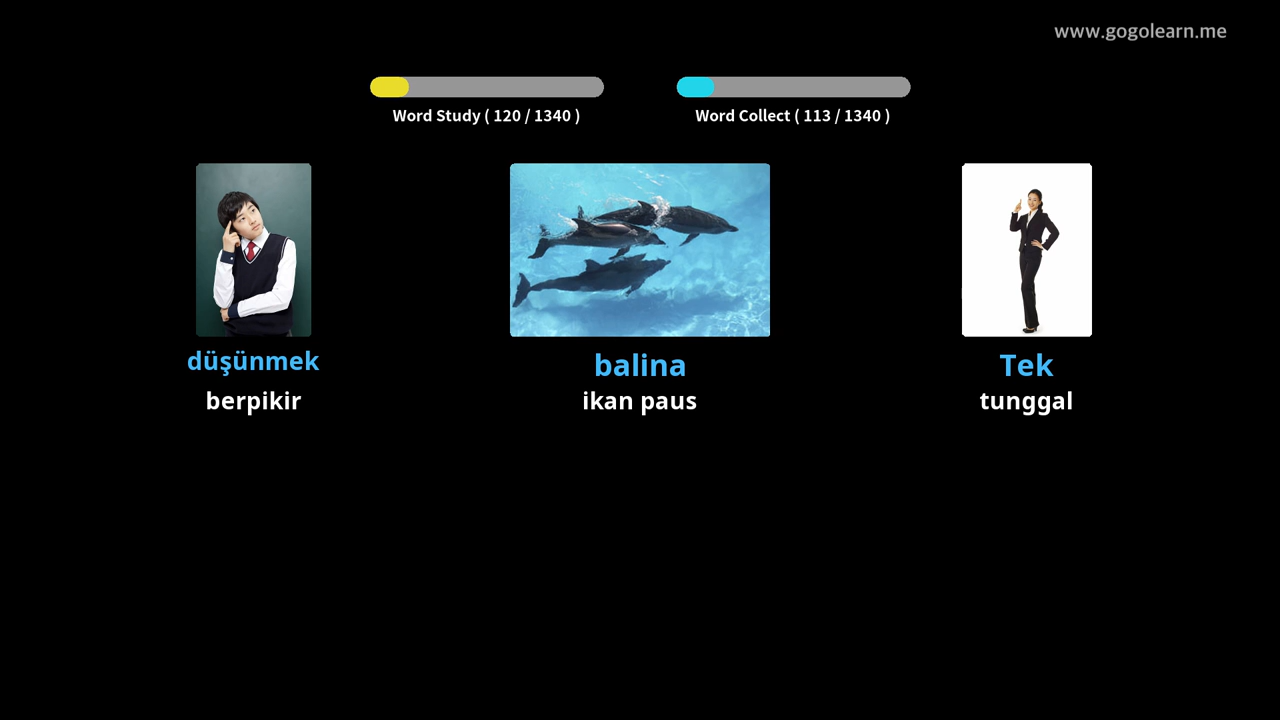 www.gogolearn.me
Word Study ( 120 / 1340 )
Word Collect ( 113 / 1340 )
düşünmek
berpikir
balina
ikan paus
Tek
tunggal